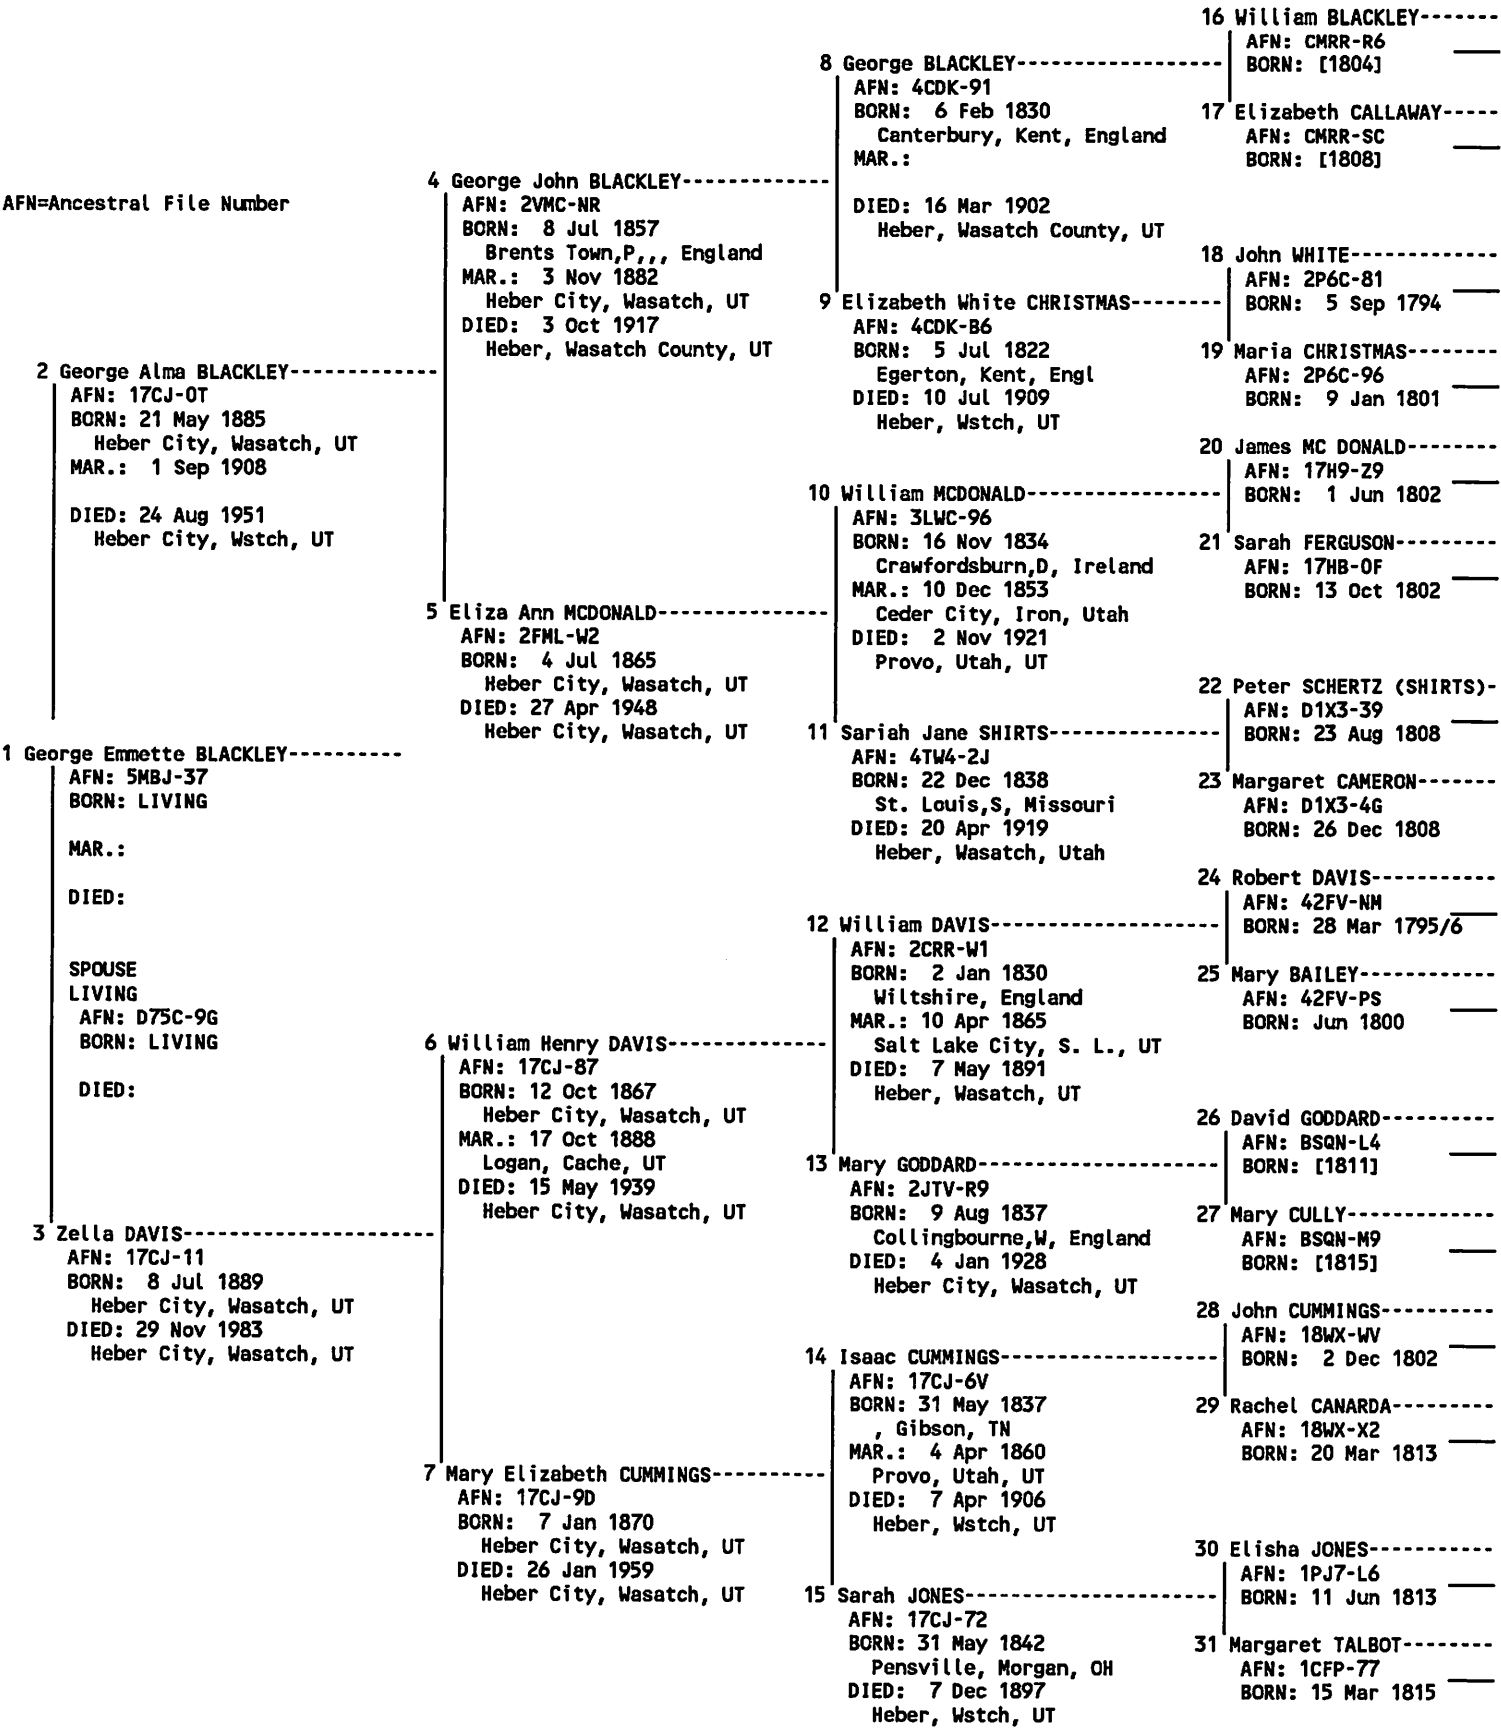 AFN=Ancestral File Number
1 George Emmette BLACKLEY----------
AFN: 5MBJ-37
BORN: LIVING
MAR.:
DIED:
SPOUSE
LIVING
AFN: D75C-9G
BORN: LIVING
DIED:
2 George Alma BLACKLEY-------------
AFN: 17CJ-0T
BORN: 21 May 1885
Heber City, Wasatch, UT
MAR.:  1 Sep 1908
DIED: 24 Aug 1951
Heber City, Wstch, UT
3 Zella DAVIS----------------------
AFN: 17CJ-11
BORN:  8 Jul 1889
Heber City, Wasatch, UT
DIED: 29 Nov 1983
Heber City, Wasatch, UT
4 George John BLACKLEY-------------
AFN: 2VMC-NR
BORN:  8 Jul 1857
Brents Town,P,,, England
MAR.:  3 Nov 1882
Heber City, Wasatch, UT
DIED:  3 Oct 1917
Heber, Wasatch County, UT
5 Eliza Ann MCDONALD---------------
AFN: 2FML-W2
BORN:  4 Jul 1865
Heber City, Wasatch, UT
DIED: 27 Apr 1948
Heber City, Wasatch, UT
6 William Henry DAVIS--------------
AFN: 17CJ-87
BORN: 12 Oct 1867
Heber City, Wasatch, UT
MAR.: 17 Oct 1888
Logan, Cache, UT
DIED: 15 May 1939
Heber City, Wasatch, UT
7 Mary Elizabeth CUMMINGS----------
AFN: 17CJ-9D
BORN:  7 Jan 1870
Heber City, Wasatch, UT
DIED: 26 Jan 1959
Heber City, Wasatch, UT
8 George BLACKLEY------------------
AFN: 4CDK-91
BORN:  6 Feb 1830
Canterbury, Kent, England
MAR.:
DIED: 16 Mar 1902
Heber, Wasatch County, UT
9 Elizabeth White CHRISTMAS--------
AFN: 4CDK-B6
BORN:  5 Jul 1822
Egerton, Kent, Engl
DIED: 10 Jul 1909
Heber, Wstch, UT
10 William MCDONALD-----------------
AFN: 3LWC-96
BORN: 16 Nov 1834
Crawfordsburn,D, Ireland
MAR.: 10 Dec 1853
Ceder City, Iron, Utah
DIED:  2 Nov 1921
Provo, Utah, UT
11 Sariah Jane SHIRTS---------------
AFN: 4TW4-2J
BORN: 22 Dec 1838
St. Louis,S, Missouri
DIED: 20 Apr 1919
Heber, Wasatch, Utah
12 William DAVIS--------------------
AFN: 2CRR-W1
BORN:  2 Jan 1830
Wiltshire, England
MAR.: 10 Apr 1865
Salt Lake City, S. L., UT
DIED:  7 May 1891
Heber, Wasatch, UT
13 Mary GODDARD---------------------
AFN: 2JTV-R9
BORN:  9 Aug 1837
Collingbourne,W, England
DIED:  4 Jan 1928
Heber City, Wasatch, UT
14 Isaac CUMMINGS-------------------
AFN: 17CJ-6V
BORN: 31 May 1837
, Gibson, TN
MAR.:  4 Apr 1860
Provo, Utah, UT
DIED:  7 Apr 1906
Heber, Wstch, UT
15 Sarah JONES----------------------
AFN: 17CJ-72
BORN: 31 May 1842
Pensville, Morgan, OH
DIED:  7 Dec 1897
Heber, Wstch, UT
16 William BLACKLEY-------
AFN: CMRR-R6
BORN: [1804]
17 Elizabeth CALLAWAY-----
AFN: CMRR-SC
BORN: [1808]
18 John WHITE-------------
AFN: 2P6C-81
BORN:  5 Sep 1794
19 Maria CHRISTMAS--------
AFN: 2P6C-96
BORN:  9 Jan 1801
20 James MC DONALD--------
AFN: 17H9-Z9
BORN:  1 Jun 1802
21 Sarah FERGUSON---------
AFN: 17HB-0F
BORN: 13 Oct 1802
22 Peter SCHERTZ (SHIRTS)-
AFN: D1X3-39
BORN: 23 Aug 1808
23 Margaret CAMERON-------
AFN: D1X3-4G
BORN: 26 Dec 1808
24 Robert DAVIS-----------
AFN: 42FV-NM
BORN: 28 Mar 1795/6
25 Mary BAILEY------------
AFN: 42FV-PS
BORN: Jun 1800
26 David GODDARD----------
AFN: BSQN-L4
BORN: [1811]
27 Mary CULLY-------------
AFN: BSQN-M9
BORN: [1815]
28 John CUMMINGS----------
AFN: 18WX-WV
BORN:  2 Dec 1802
29 Rachel CANARDA---------
AFN: 18WX-X2
BORN: 20 Mar 1813
30 Elisha JONES-----------
AFN: 1PJ7-L6
BORN: 11 Jun 1813
31 Margaret TALBOT--------
AFN: 1CFP-77
BORN: 15 Mar 1815